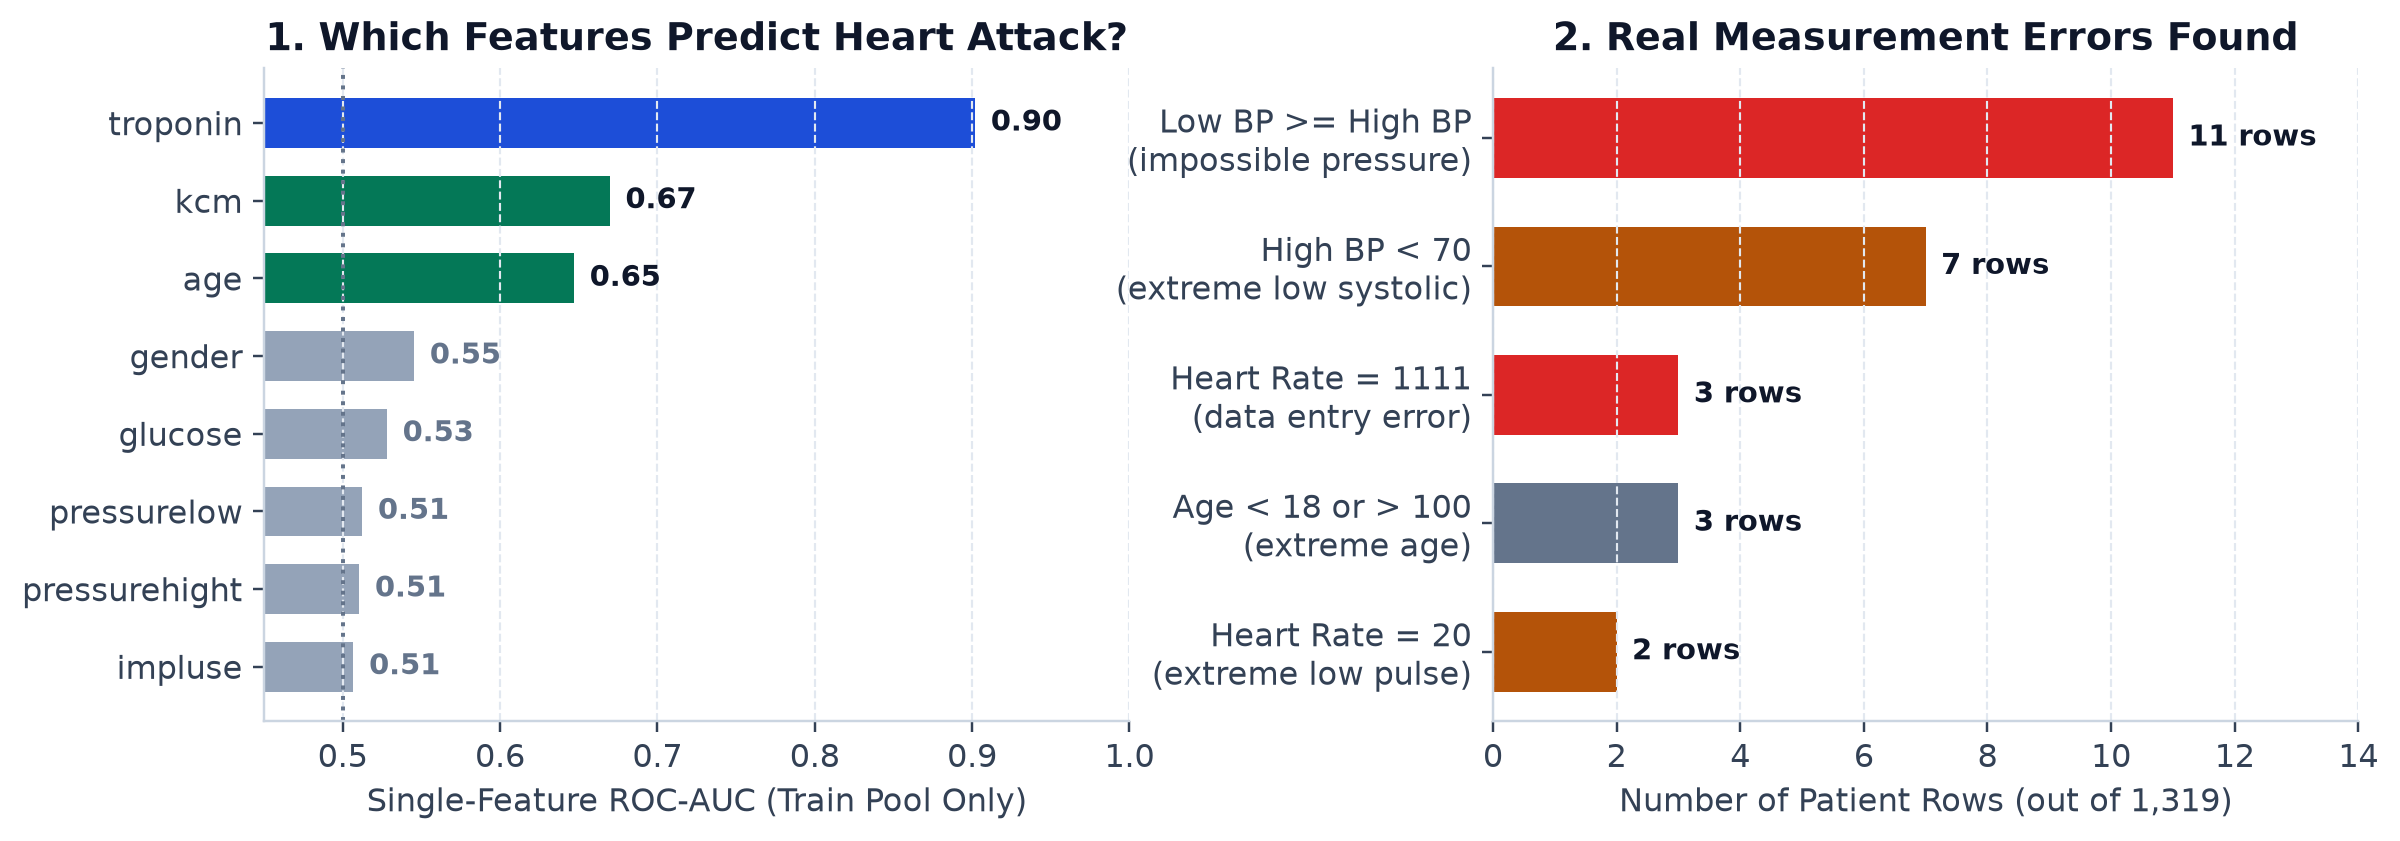 1. Which Features Predict Heart Attack?
troponin
0.90
kcm
0.67
age
0.65
gender
0.55
glucose
0.53
pressurelow
0.51
pressurehight
0.51
impluse
0.51
0.5 0.6 0.7 0.8 0.9 1.0
Single-Feature ROC-AUC (Train Pool Only)
2. Real Measurement Errors Found
Low BP >= High BP
(impossible pressure)
11 rows
High BP < 70
(extreme low systolic)
7 rows
Heart Rate = 1111
(data entry error)
3 rows
Age < 18 or > 100
(extreme age)
3 rows
Heart Rate = 20
(extreme low pulse)
2 rows
0 2 4 6 8 10 12 14
Number of Patient Rows (out of 1,319)